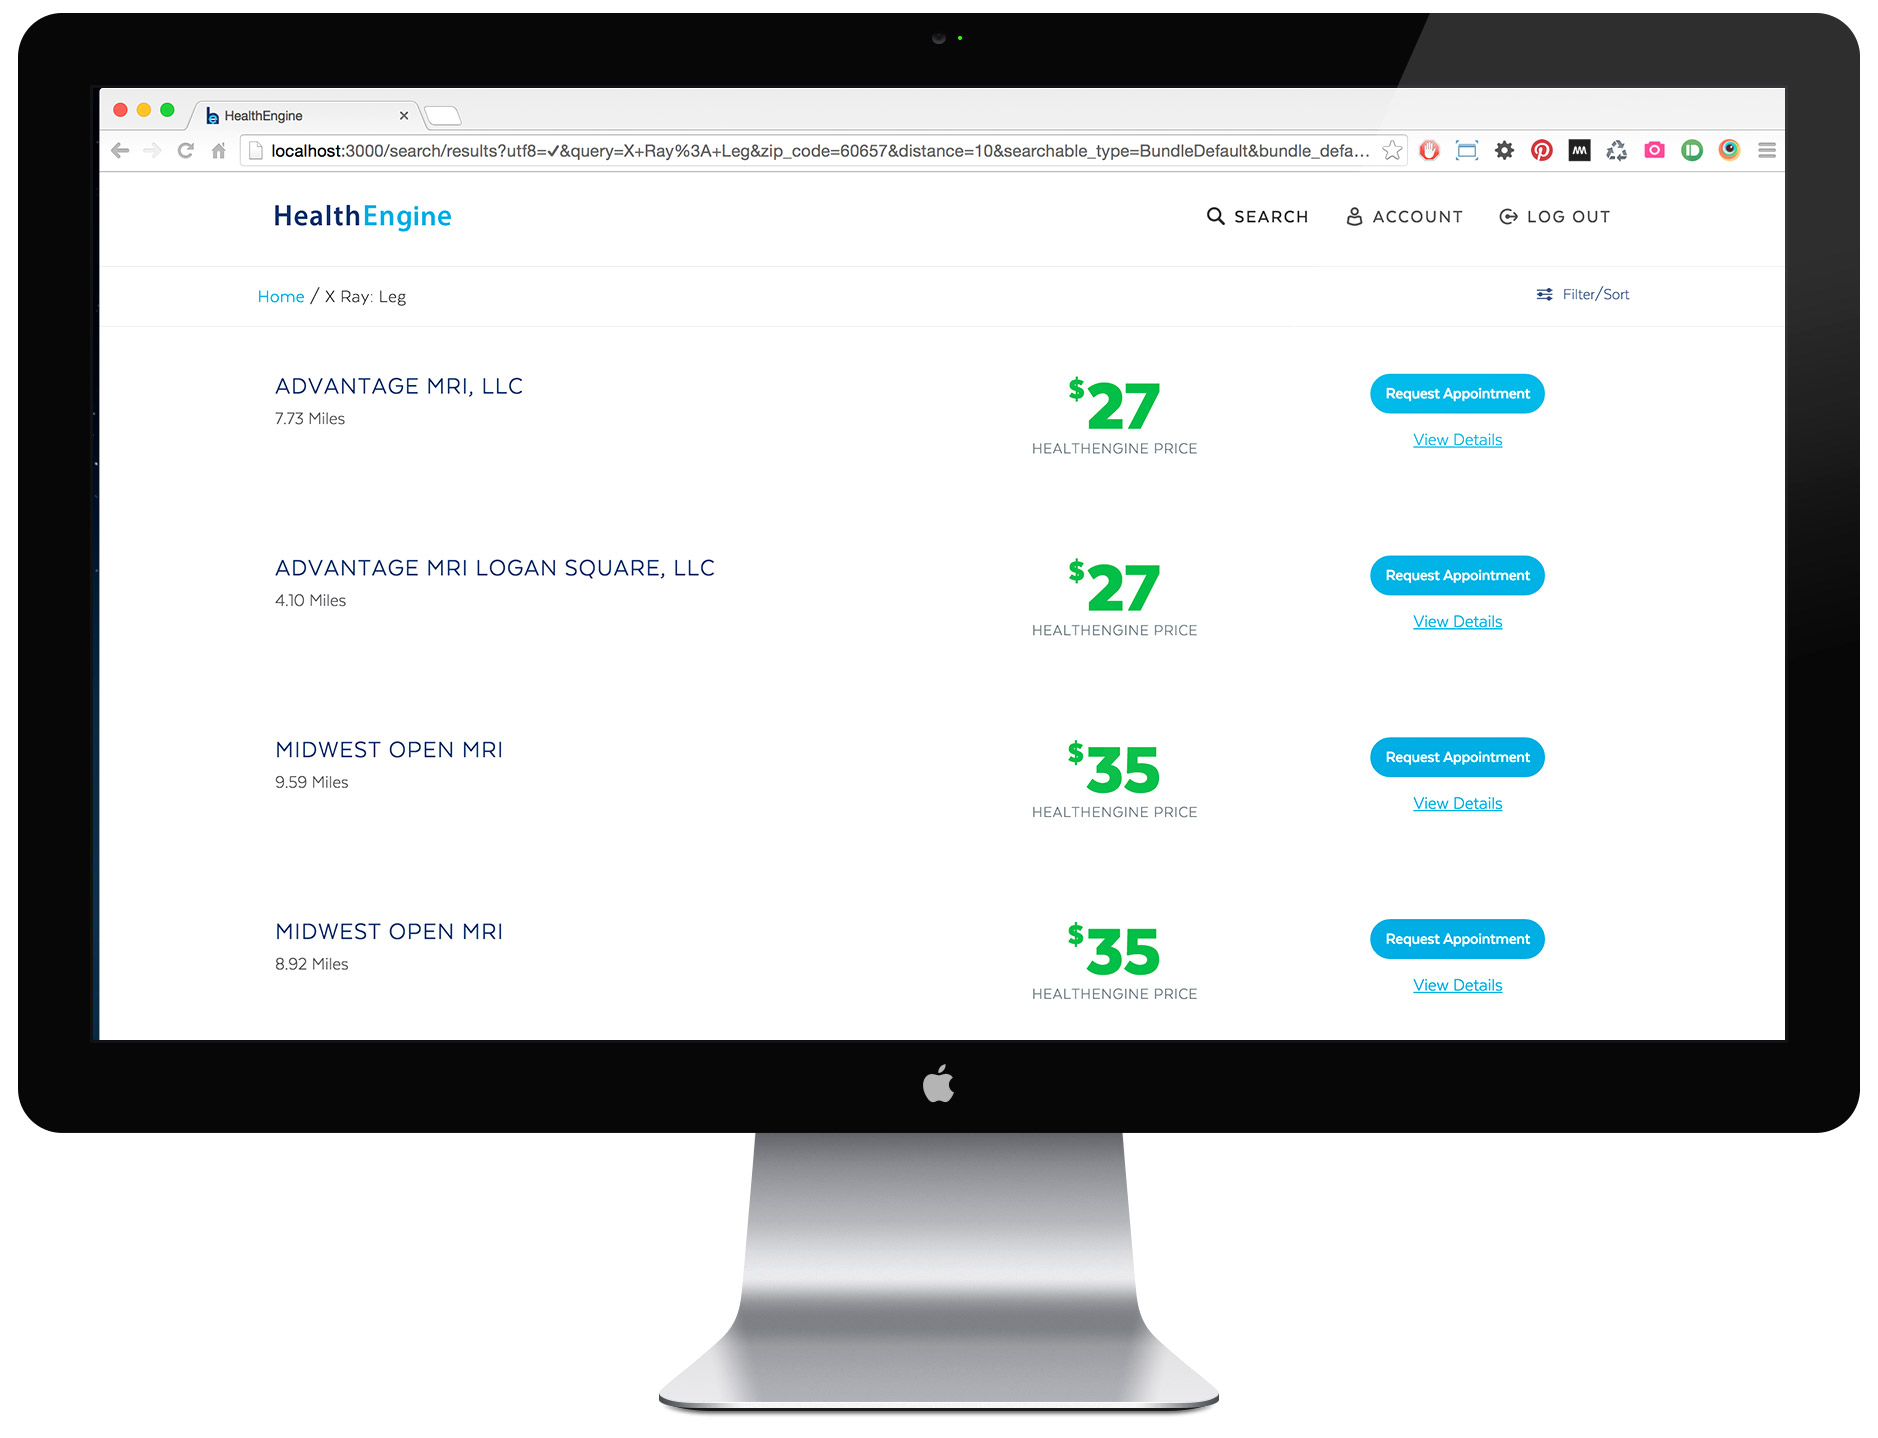 HealthEngine
localhost:3000/search/results?utf8=✓&query=X+Ray%3A+Leg&zip_code=60657&distance=10&searchable_type=BundleDefault&bundle_defa...
HealthEngine
SEARCH
ACCOUNT
LOG OUT
Home / X Ray: Leg
Filter/Sort
ADVANTAGE MRI, LLC
7.73 Miles
$27
HEALTHENGINE PRICE
Request Appointment
View Details
ADVANTAGE MRI LOGAN SQUARE, LLC
4.10 Miles
$27
HEALTHENGINE PRICE
Request Appointment
View Details
MIDWEST OPEN MRI
9.59 Miles
$35
HEALTHENGINE PRICE
Request Appointment
View Details
MIDWEST OPEN MRI
8.92 Miles
$35
HEALTHENGINE PRICE
Request Appointment
View Details